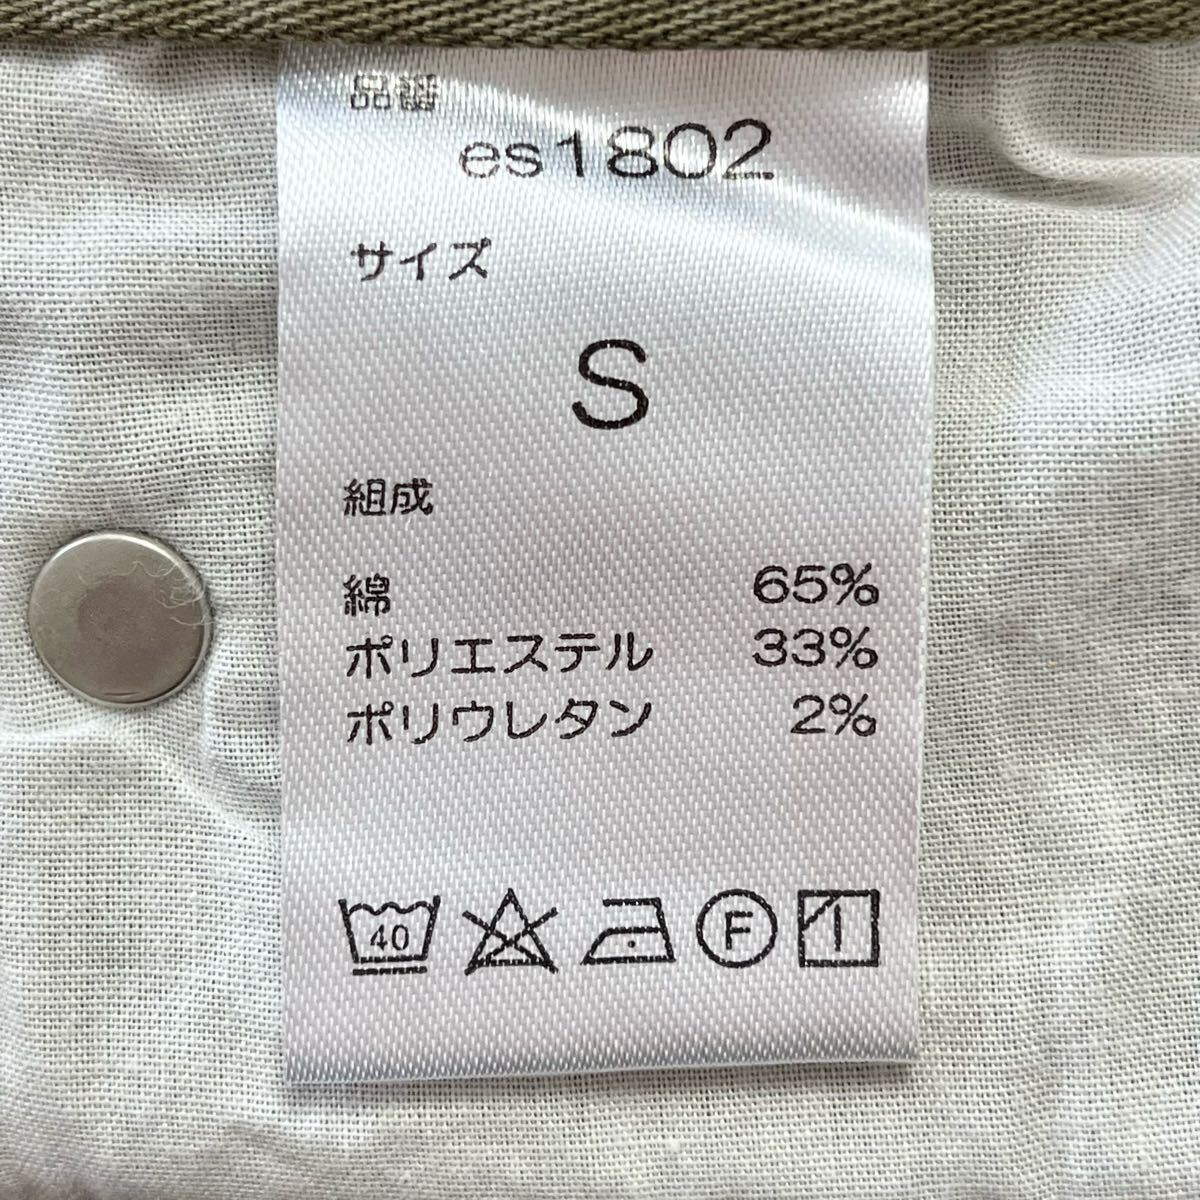 品番
es1802
サイズ
S
組成
綿 65%
ポリエステル 33%
ポリウレタン 2%
40 F